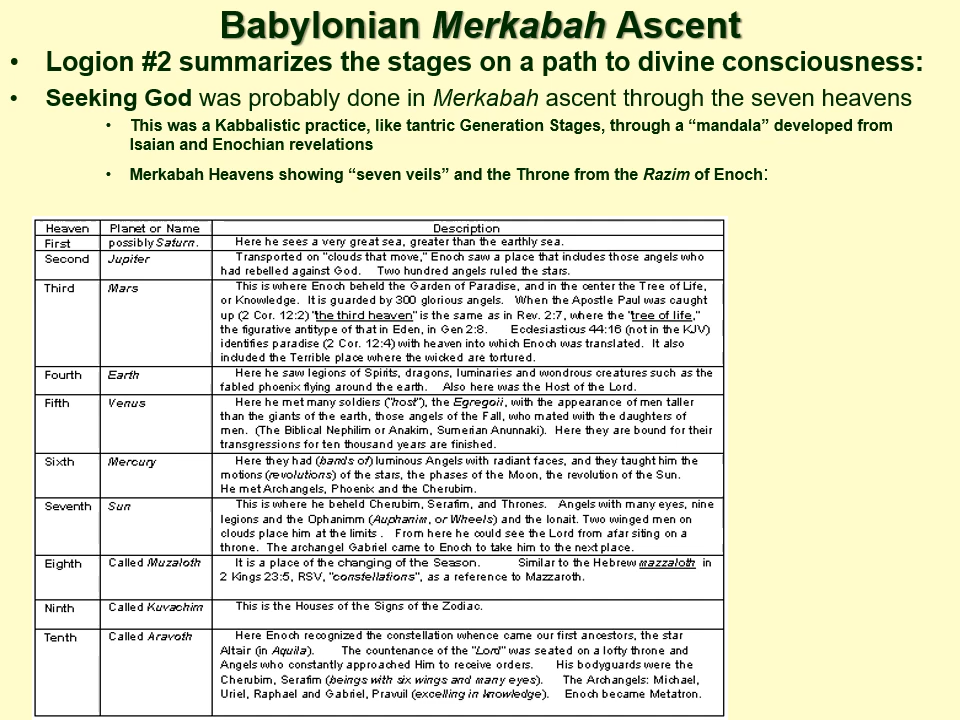 Babylonian Merkabah Ascent
• Logion #2 summarizes the stages on a path to divine consciousness:
• Seeking God was probably done in Merkabah ascent through the seven heavens
• This was a Kabbalistic practice, like tantric Generation Stages, through a “mandala” developed from
Isaian and Enochian revelations
• Merkabah Heavens showing “seven veils” and the Throne from the Razim of Enoch:
Heaven Planet or Name Description
First possibly Saturn. Here he sees a very great sea, greater than the earthly sea.
Second Jupiter Transported on "clouds that move," Enoch saw a place that includes those angels who
had rebelled against God. Two hundred angels ruled the stars.
Third Mars This is where Enoch beheld the Garden of Paradise, and in the center the Tree of Life,
or Knowledge. It is guarded by 300 glorious angels. When the Apostle Paul was caught
up (2 Cor. 12:2) "the third heaven" is the same as in Rev. 2:7, where the "tree of life,"
the figurative antitype of that in Eden, in Gen 2:8. Ecclesiasticus 44:16 (not in the KJV)
identifies paradise (2 Cor. 12:4) with heaven into which Enoch was translated. It also
included the Terrible place where the wicked are tortured.
Fourth Earth Here he saw legions of Spirits, dragons, luminaries and wondrous creatures such as the
fabled phoenix flying around the earth. Also here was the Host of the Lord.
Fifth Venus Here he met many soldiers ("host"), the Egregoii, with the appearance of men taller
than the giants of the earth, those angels of the Fall, who mated with the daughters of
men. (The Biblical Nephilim or Anakim, Sumerian Anunnaki). Here they are bound for their
transgressions for ten thousand years are finished.
Sixth Mercury Here they had (bands of) luminous Angels with radiant faces, and they taught him the
motions (revolutions) of the stars, the phases of the Moon, the revolution of the Sun.
He met Archangels, Phoenix and the Cherubim.
Seventh Sun This is where he beheld Cherubim, Serafim, and Thrones. Angels with many eyes, nine
legions and the Ophanimm (Auphanim, or Wheels) and the Ionait. Two winged men on
clouds place him at the limits . From here he could see the Lord from afar siting on a
throne. The archangel Gabriel came to Enoch to take him to the next place.
Eighth Called Muzaloth It is a place of the changing of the Season. Similar to the Hebrew mazzaloth in
2 Kings 23:5, RSV, "constellations", as a reference to Mazzaroth.
Ninth Called Kuvachim This is the Houses of the Signs of the Zodiac.
Tenth Called Aravoth Here Enoch recognized the constellation whence came our first ancestors, the star
Altair (in Aquila). The countenance of the "Lord" was seated on a lofty throne and
Angels who constantly approached Him to receive orders. His bodyguards were the
Cherubim, Serafim (beings with six wings and many eyes). The Archangels: Michael,
Uriel, Raphael and Gabriel, Pravuil (excelling in knowledge). Enoch became Metatron.